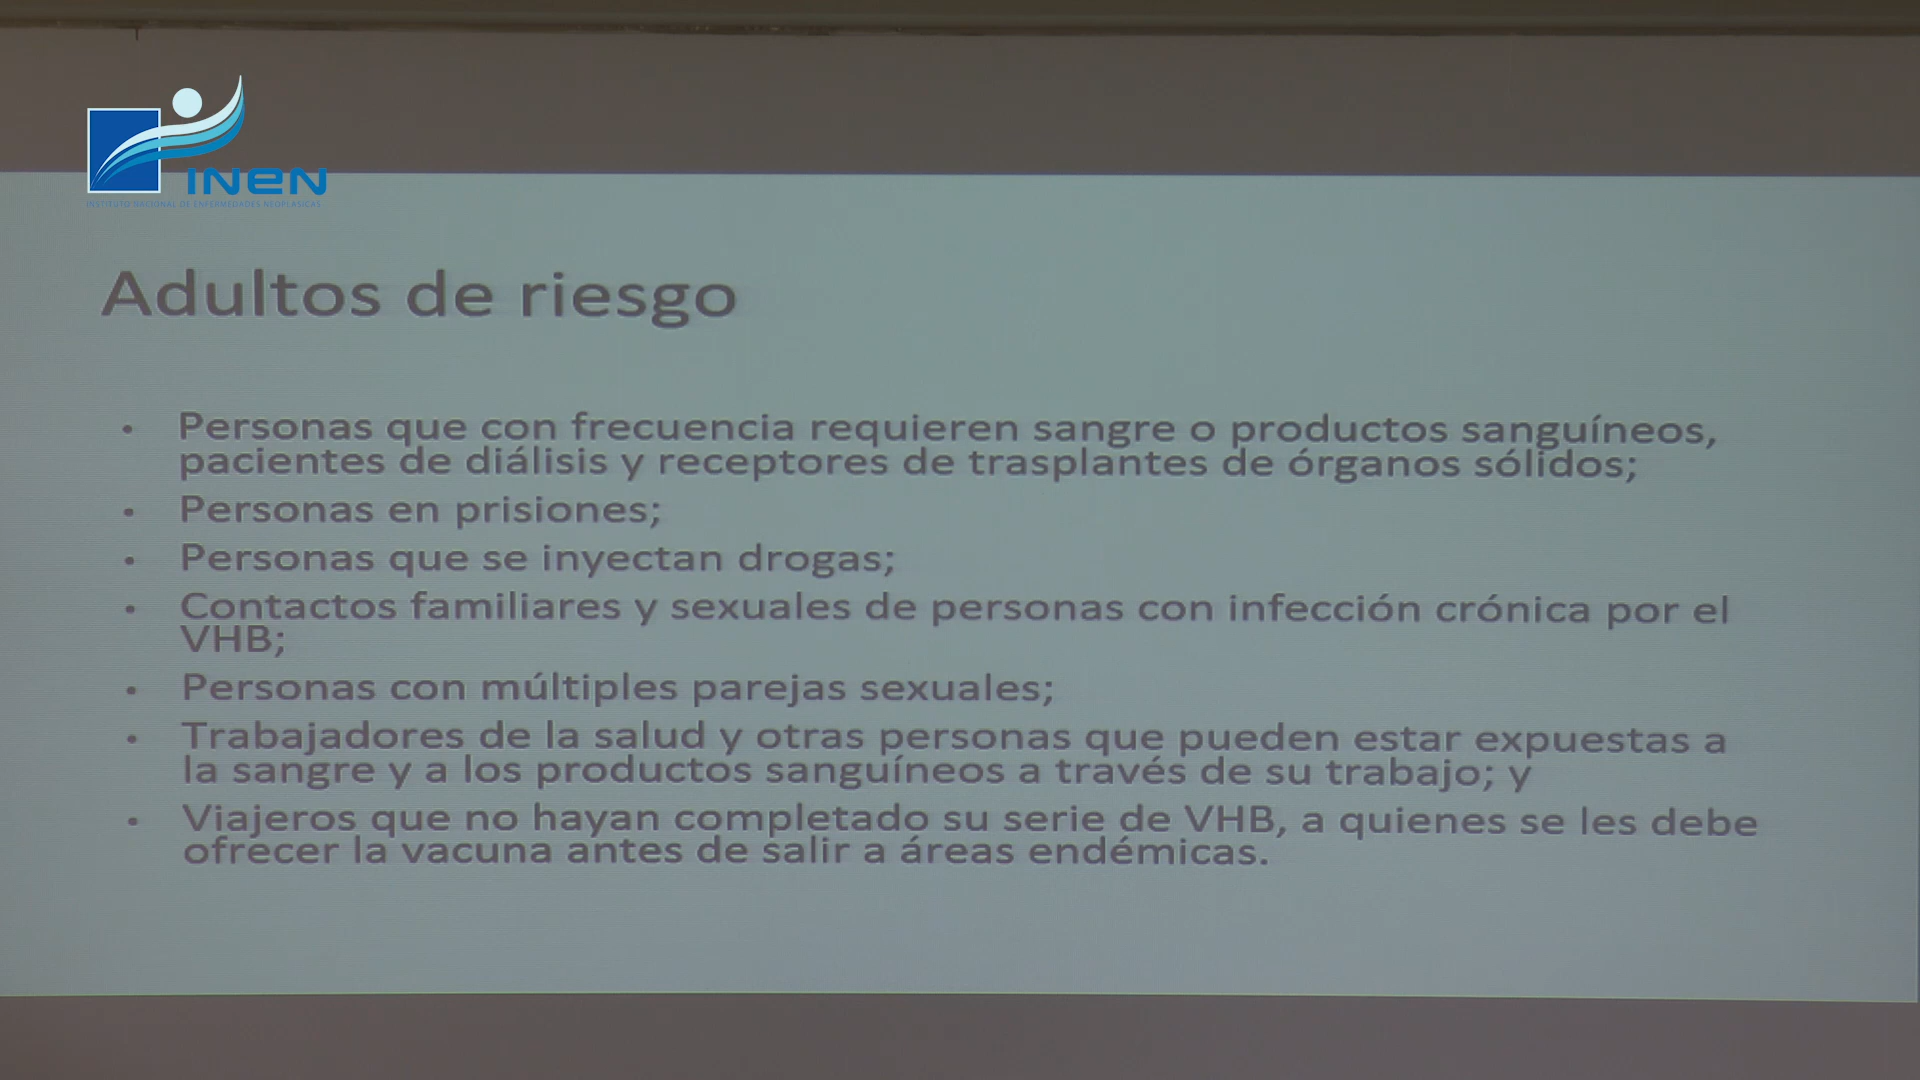 INEN
INSTITUTO NACIONAL DE ENFERMEDADES NEOPLASICAS
Adultos de riesgo
• Personas que con frecuencia requieren sangre o productos sanguíneos,
pacientes de diálisis y receptores de trasplantes de órganos sólidos;
• Personas en prisiones;
• Personas que se inyectan drogas;
• Contactos familiares y sexuales de personas con infección crónica por el
VHB;
• Personas con múltiples parejas sexuales;
• Trabajadores de la salud y otras personas que pueden estar expuestas a
la sangre y a los productos sanguíneos a través de su trabajo; y
• Viajeros que no hayan completado su serie de VHB, a quienes se les debe
ofrecer la vacuna antes de salir a áreas endémicas.